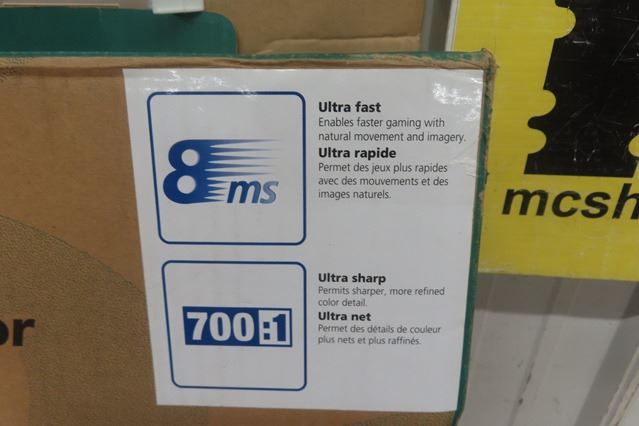 8ms
Ultra fast
Enables faster gaming with
natural movement and imagery.
Ultra rapide
Permet des jeux plus rapides
avec des mouvements et des
images naturels.
700:1
Ultra sharp
Permits sharper, more refined
color detail.
Ultra net
Permet des détails de couleur
plus nets et plus raffinés.
or
mcsh